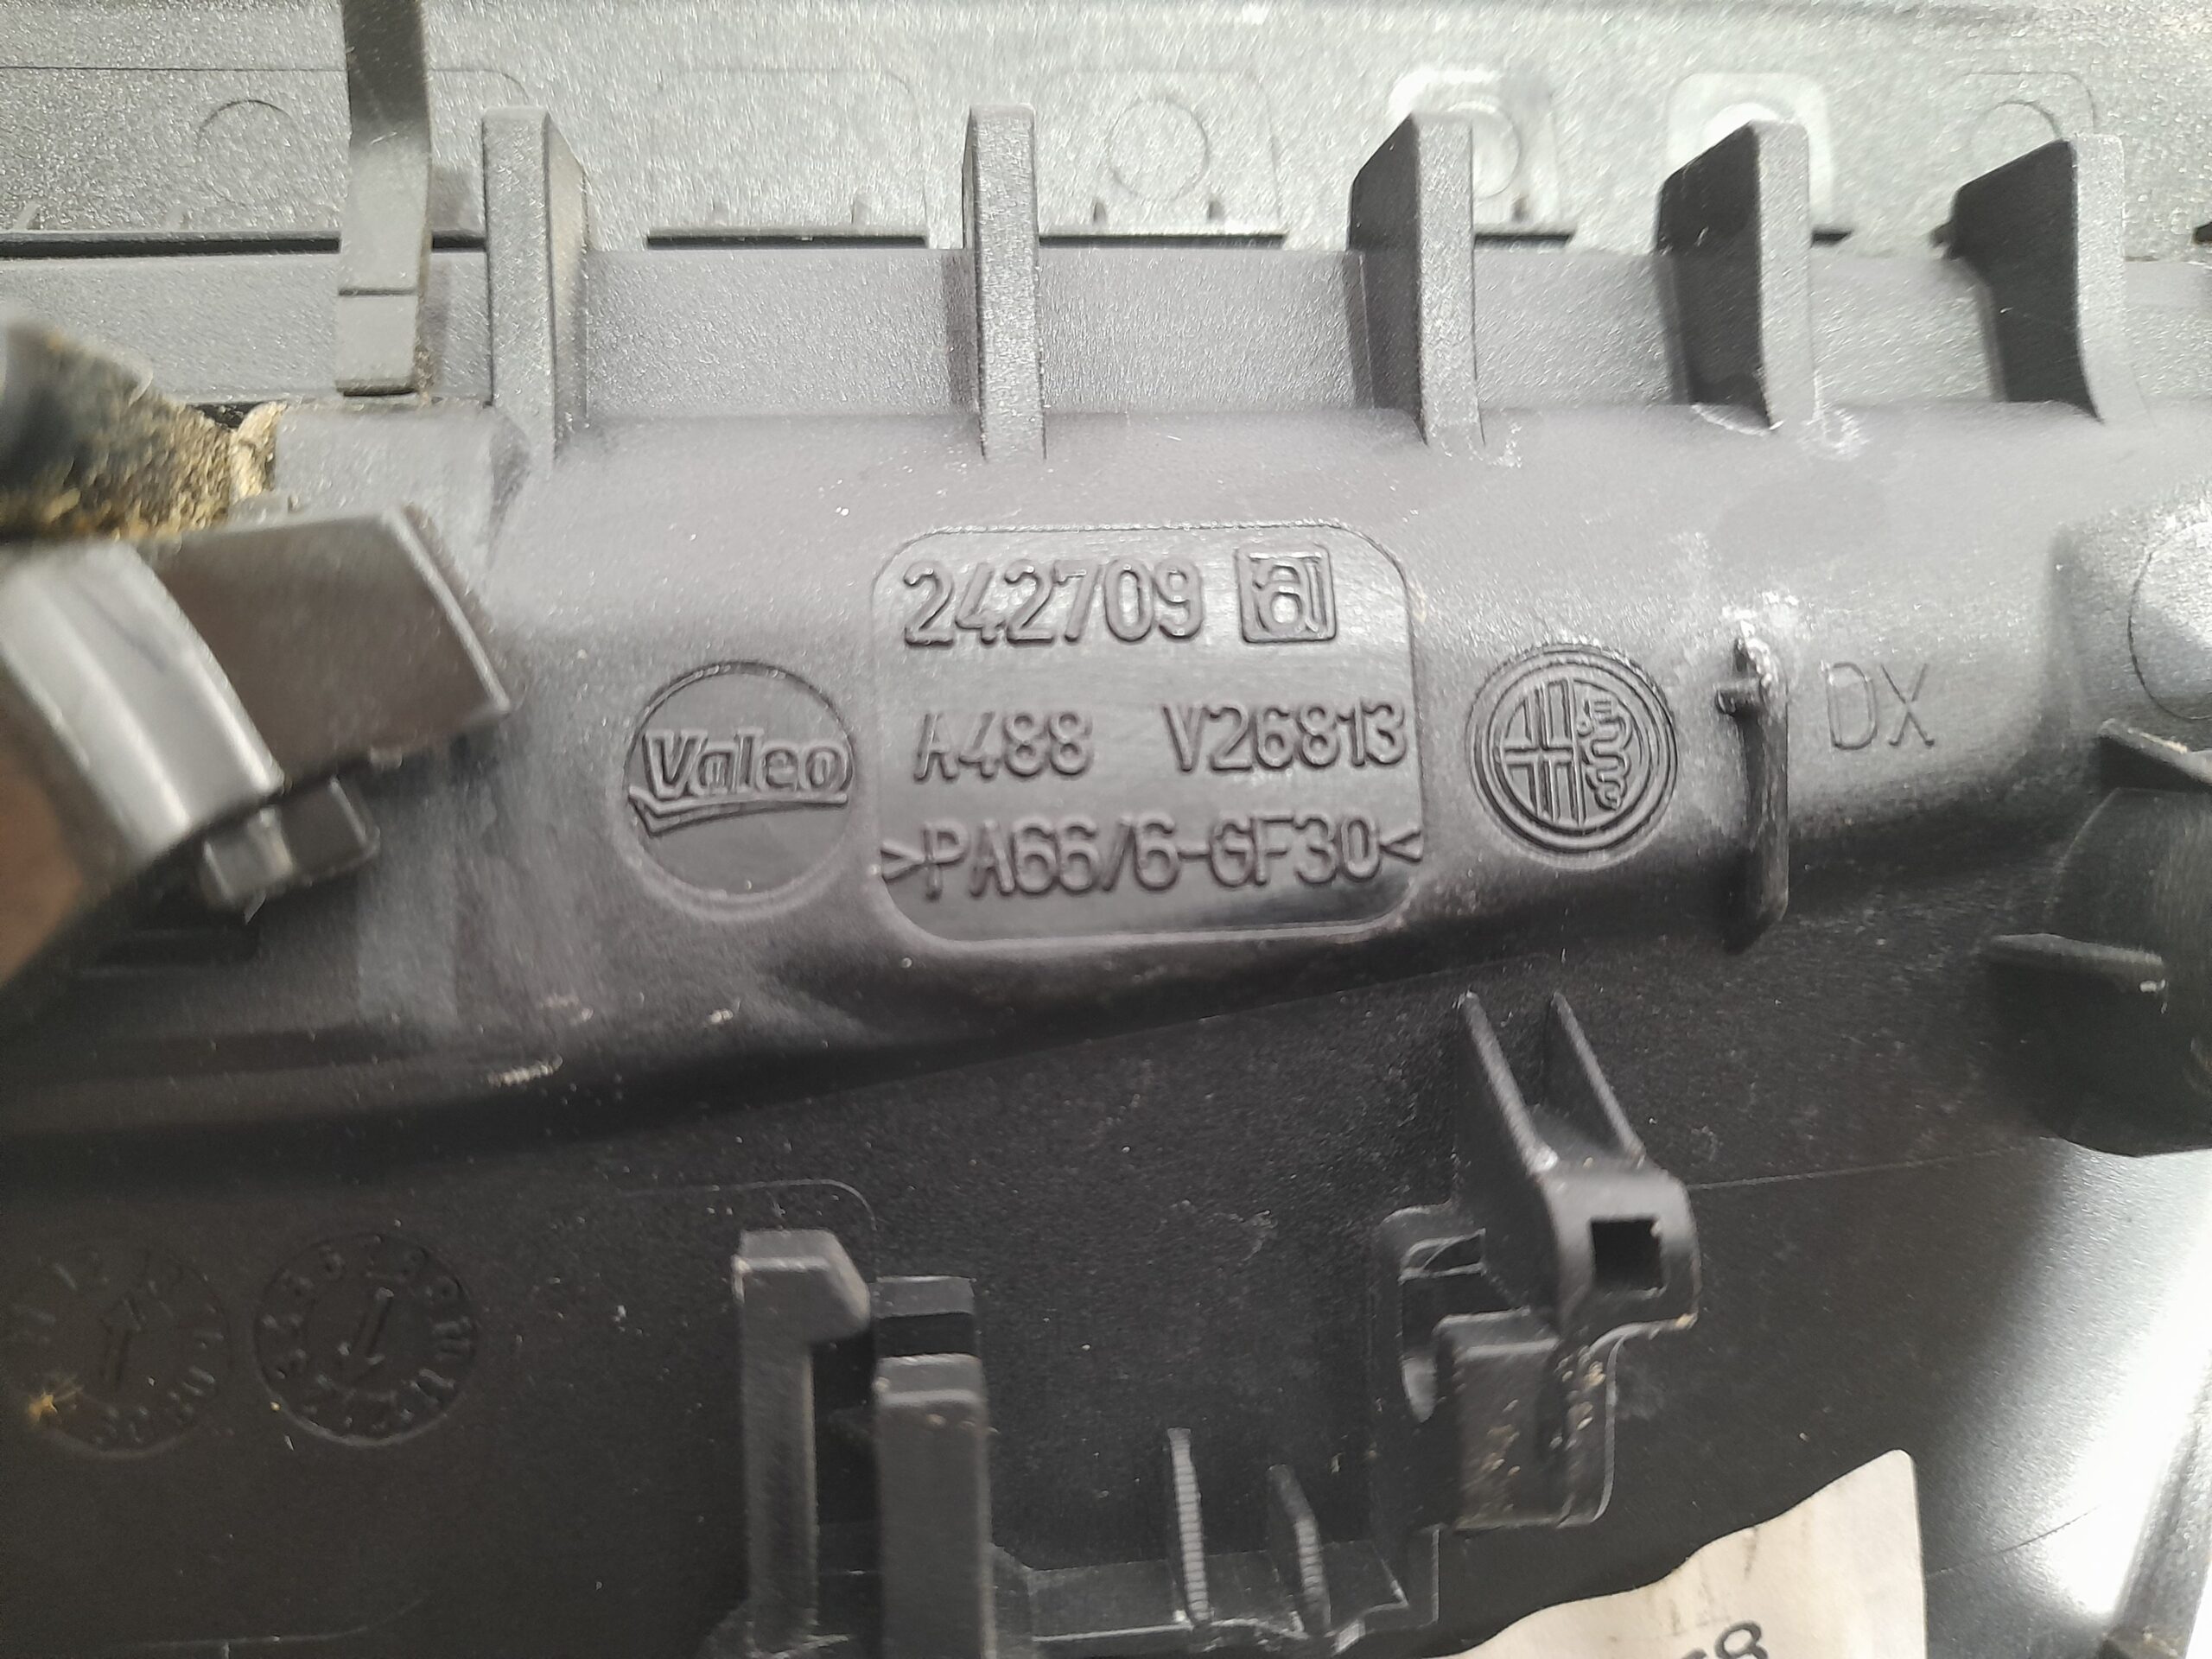 242709 a
Valeo
A488 V26813
DX
>PA66/6-GF30<